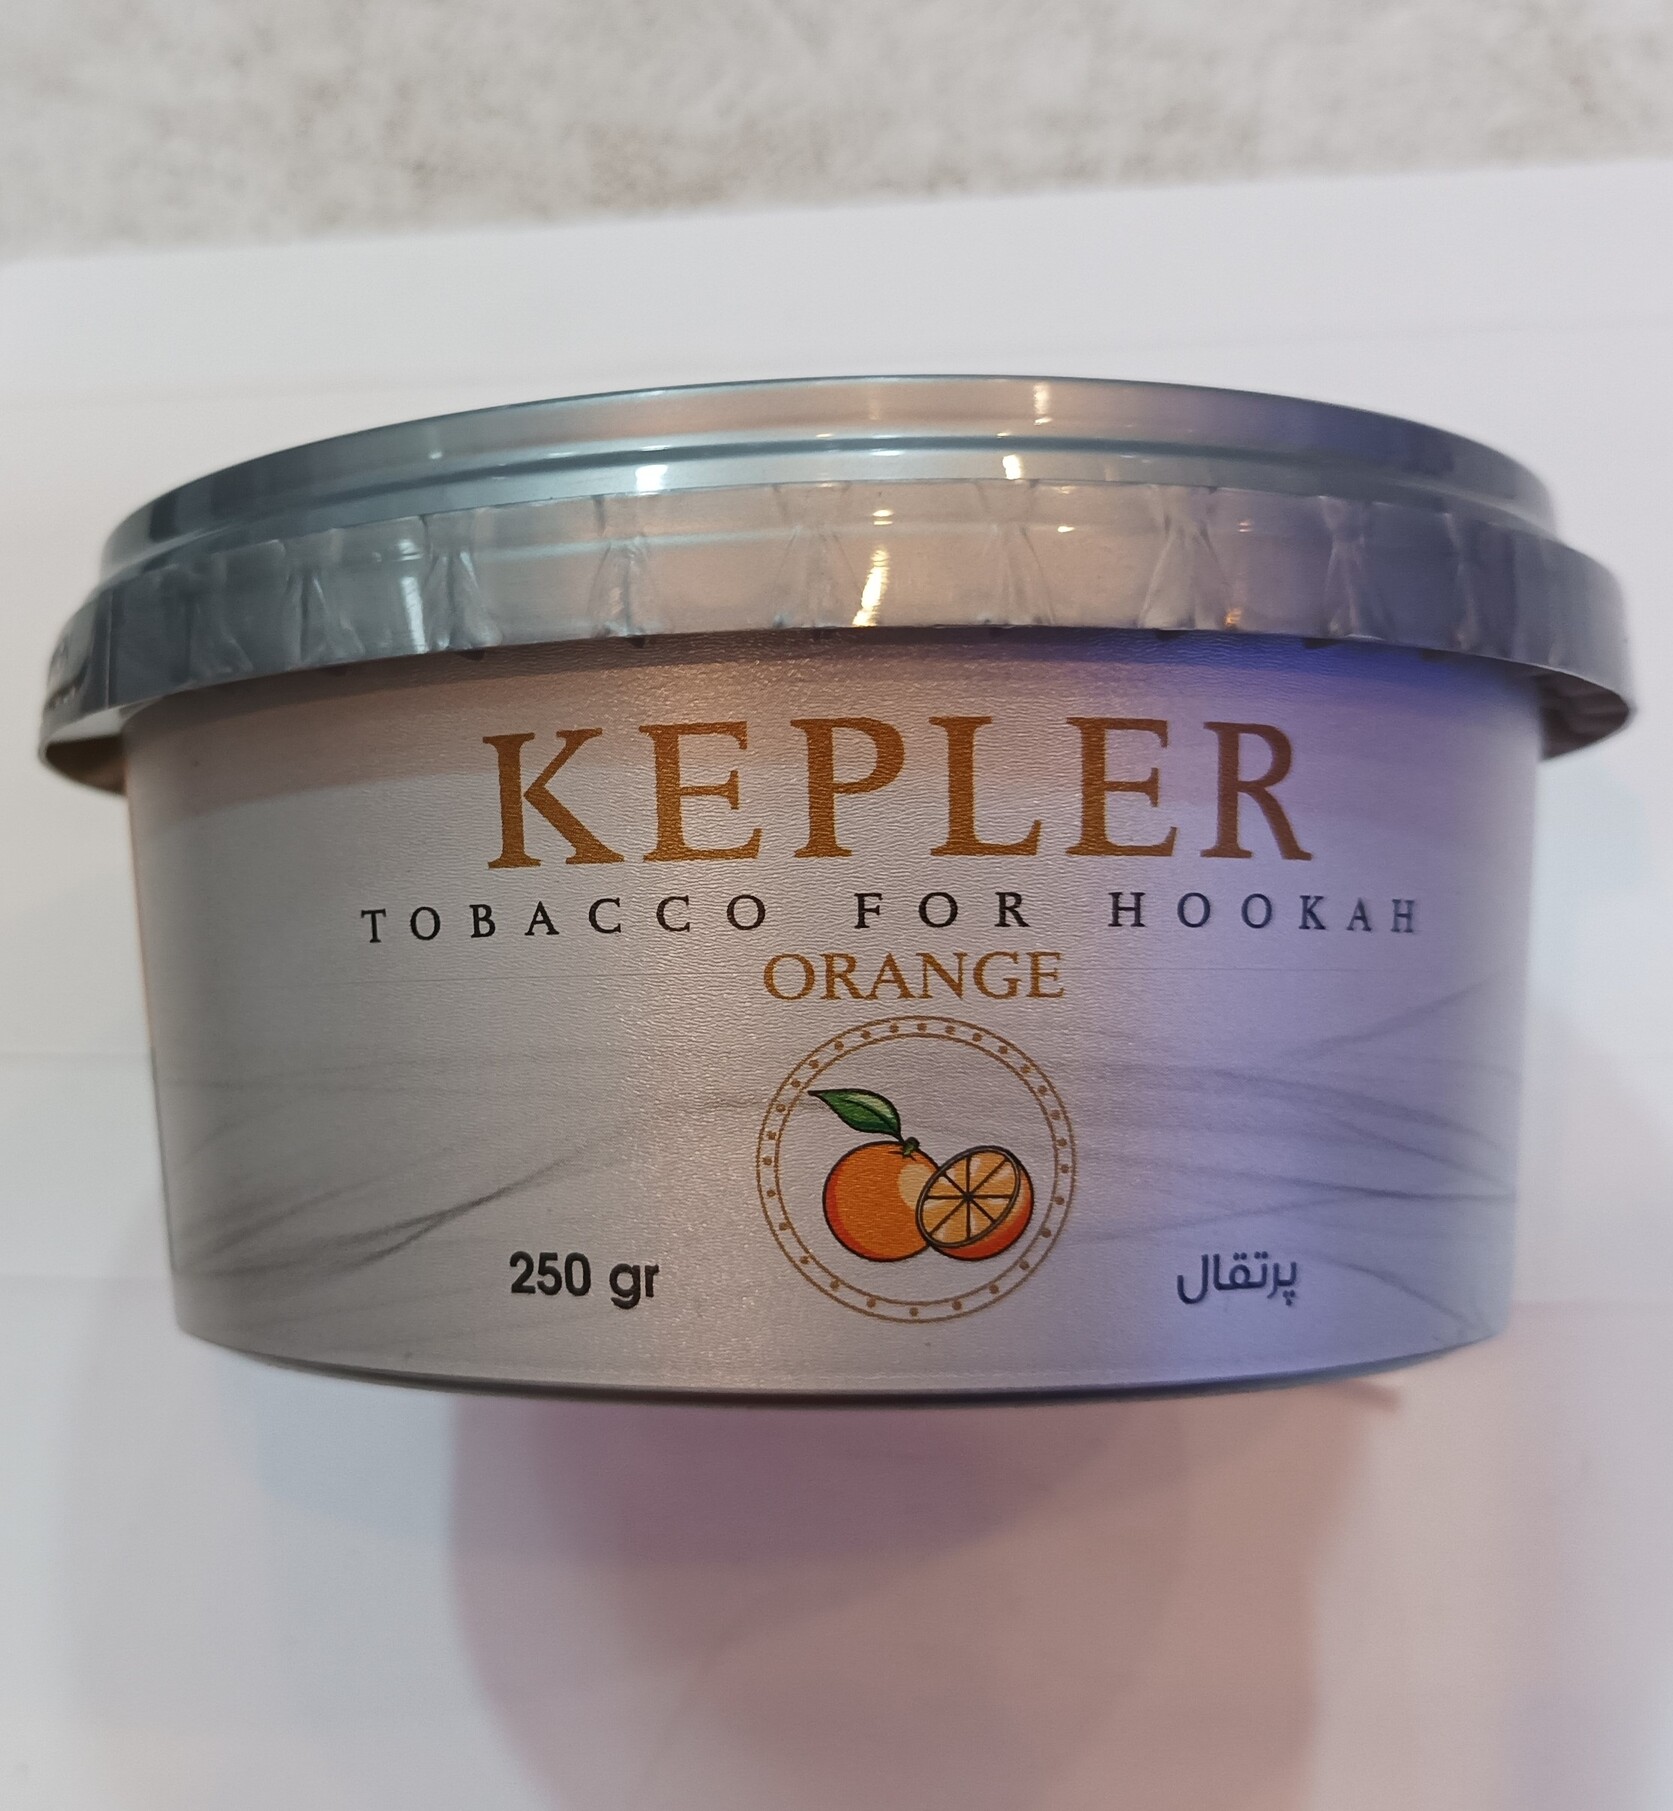 KEPLER
TOBACCO FOR HOOKAH
ORANGE
250 gr
پرتقال